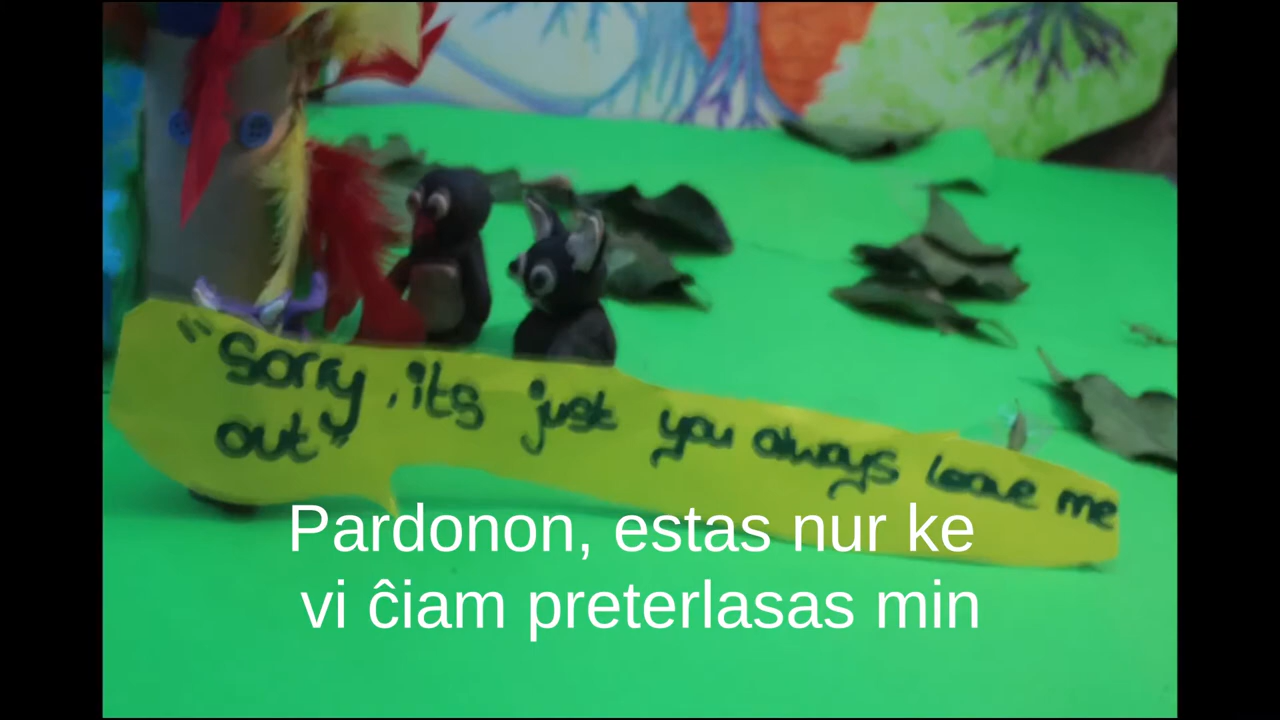 "Sorry, its just you always leave me
out"
Pardonon, estas nur ke
vi ĉiam preterlasas min